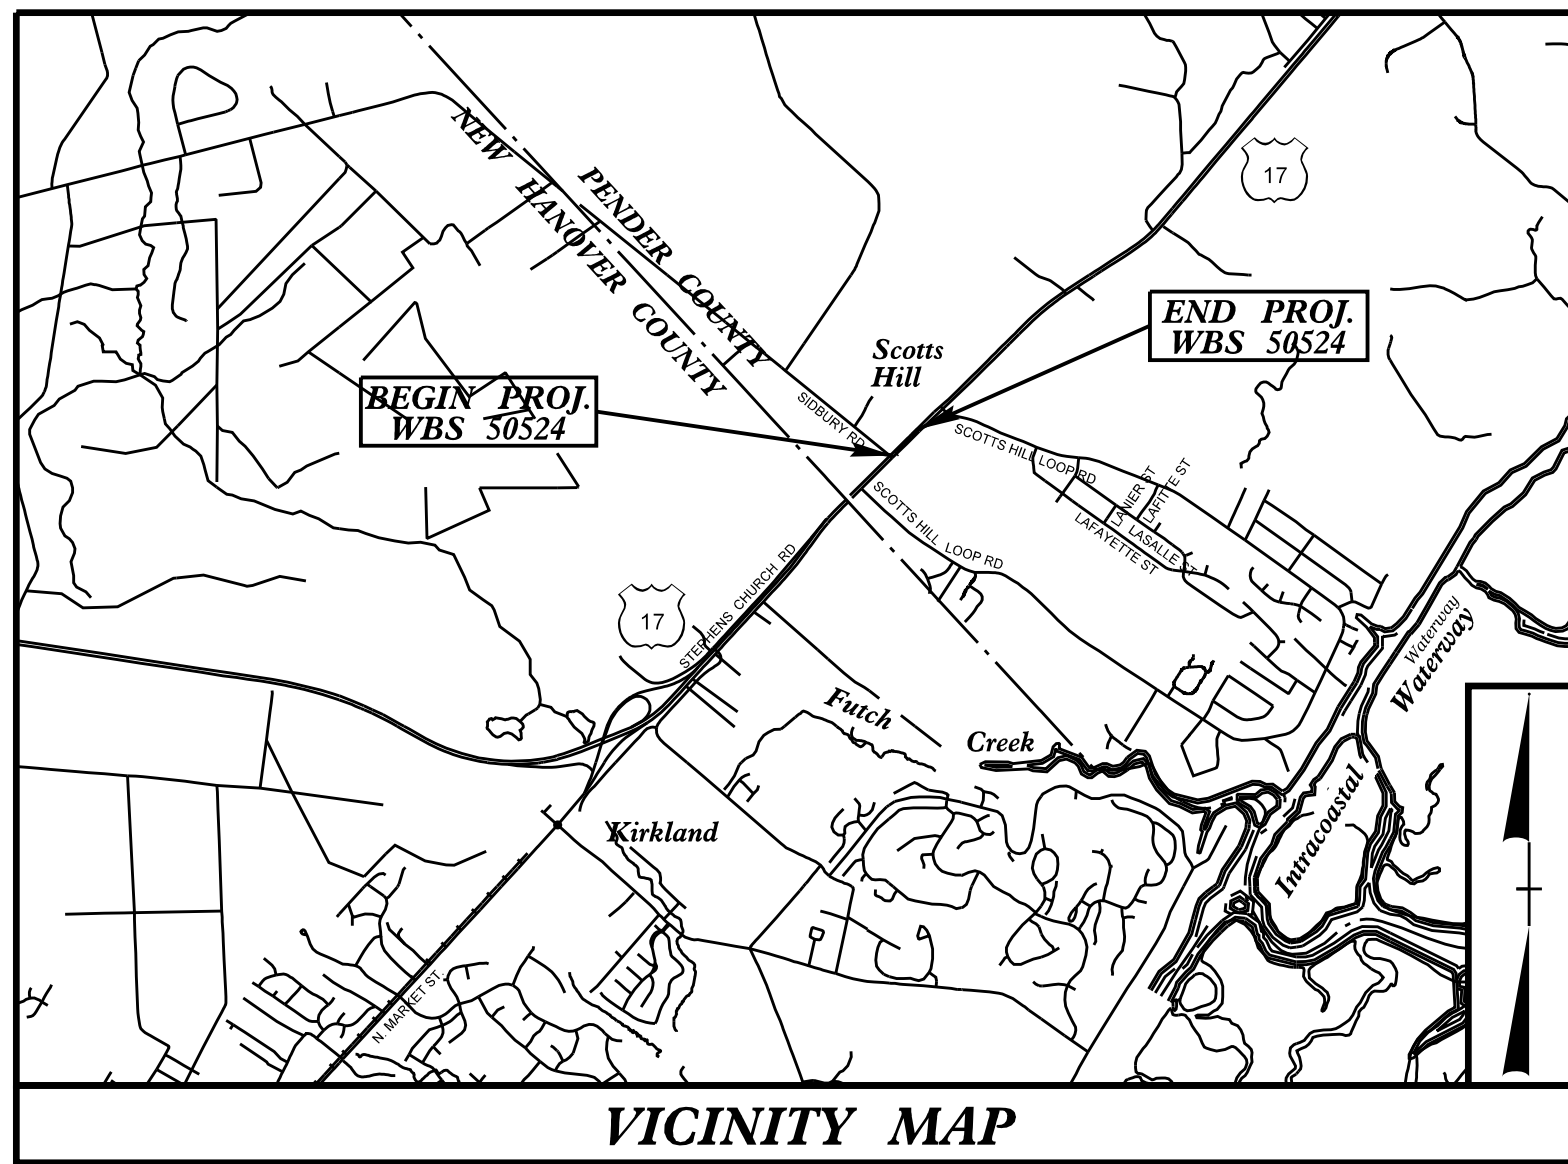 NEW HANOVER COUNTY
PENDER COUNTY
17
END PROJ.
WBS 50524
Scotts
Hill
BEGIN PROJ.
WBS 50524
SIDBURY RD
SCOTTS HILL LOOP RD
LANIER ST
LAFITTE ST
LAFAYETTE ST
LASALLE ST
SCOTTS HILL LOOP RD
STEPHENS CHURCH RD
17
Waterway
Waterway
Futch
Creek
Intracoastal
Kirkland
N. MARKET ST.
VICINITY MAP